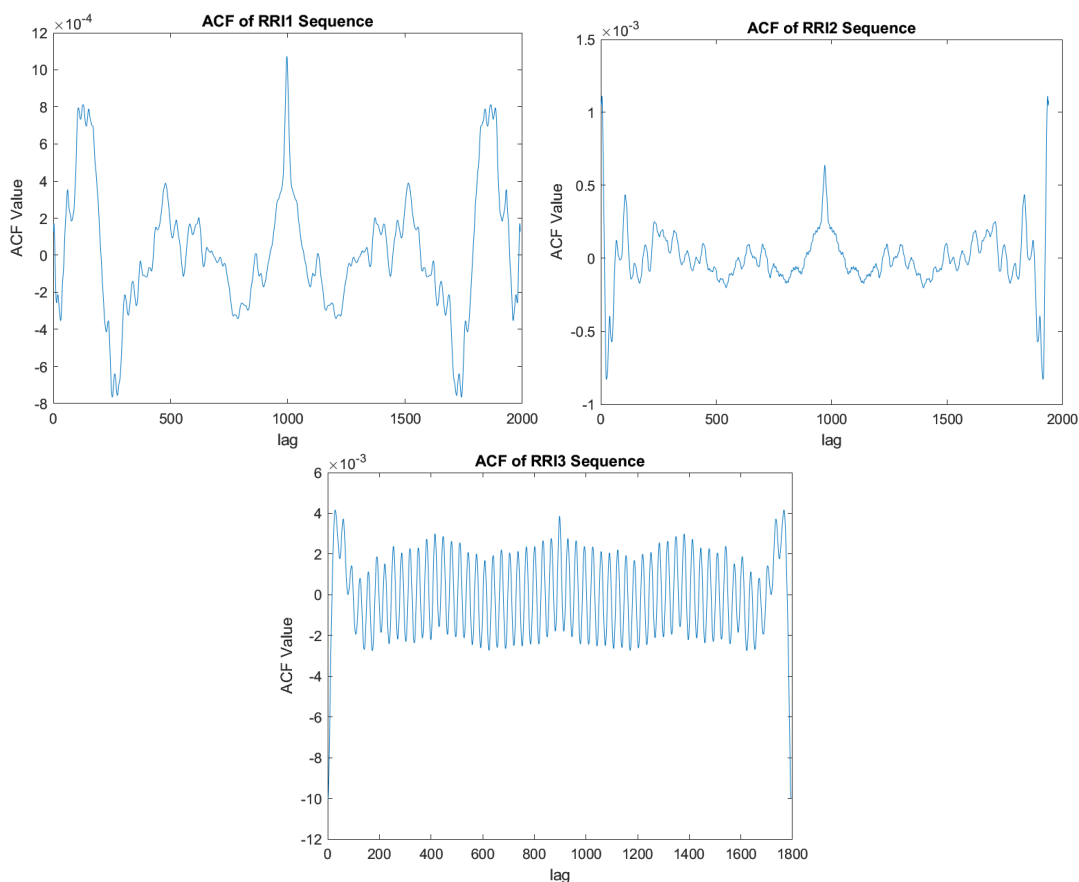 ACF of RRI1 Sequence
×10⁻⁴
12
10
8
6
4
2
0
-2
-4
-6
-8
ACF Value
0 500 1000 1500 2000
lag
ACF of RRI2 Sequence
×10⁻³
1.5
1
0.5
0
-0.5
-1
ACF Value
0 500 1000 1500 2000
lag
ACF of RRI3 Sequence
×10⁻³
6
4
2
0
-2
-4
-6
-8
-10
-12
ACF Value
0 200 400 600 800 1000 1200 1400 1600 1800
lag